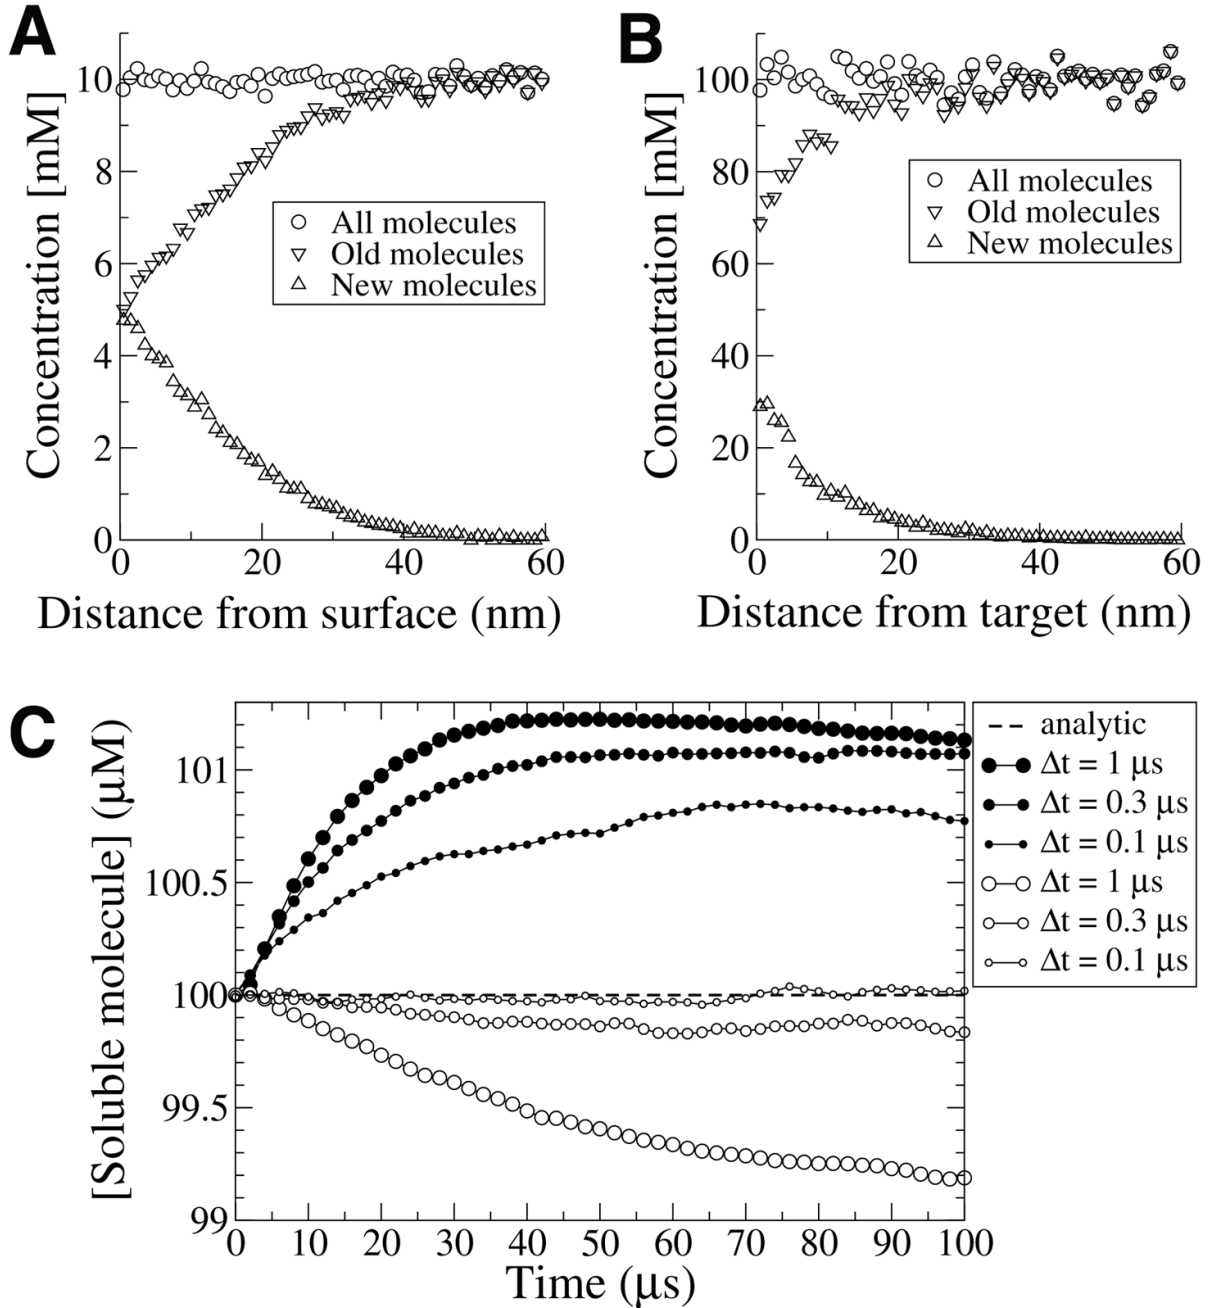 A
Concentration [mM]
10
8
6
4
2
0
All molecules
Old molecules
New molecules
0 20 40 60
Distance from surface (nm)
B
Concentration [mM]
100
80
60
40
20
0
All molecules
Old molecules
New molecules
0 20 40 60
Distance from target (nm)
C
[Soluble molecule] (μM)
101
100.5
100
99.5
99
analytic
Δt = 1 μs
Δt = 0.3 μs
Δt = 0.1 μs
Δt = 1 μs
Δt = 0.3 μs
Δt = 0.1 μs
0 10 20 30 40 50 60 70 80 90 100
Time (μs)